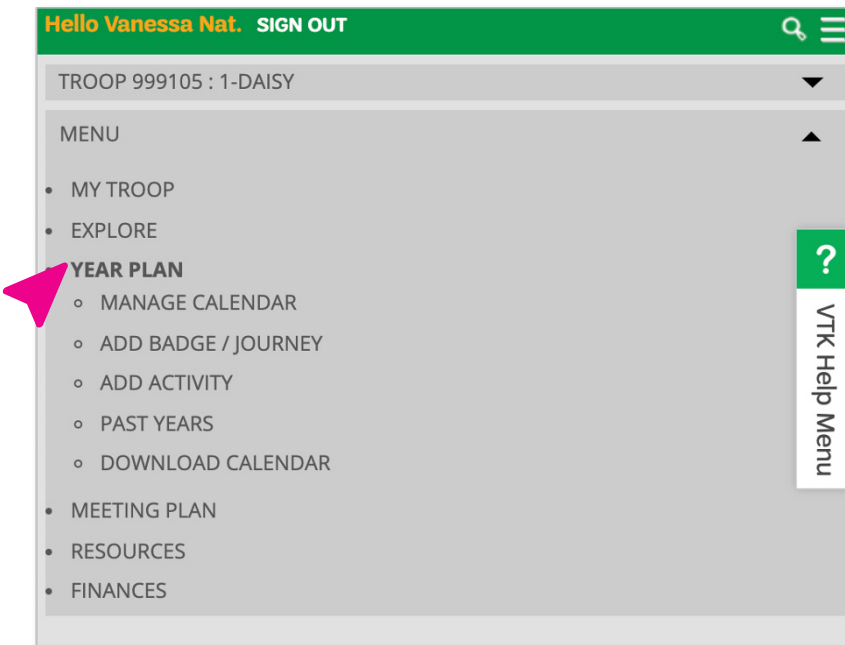 Hello Vanessa Nat. SIGN OUT
TROOP 999105 : 1-DAISY
MENU
MY TROOP
EXPLORE
YEAR PLAN
MANAGE CALENDAR
ADD BADGE / JOURNEY
ADD ACTIVITY
PAST YEARS
DOWNLOAD CALENDAR
MEETING PLAN
RESOURCES
FINANCES
?
VTK Help Menu